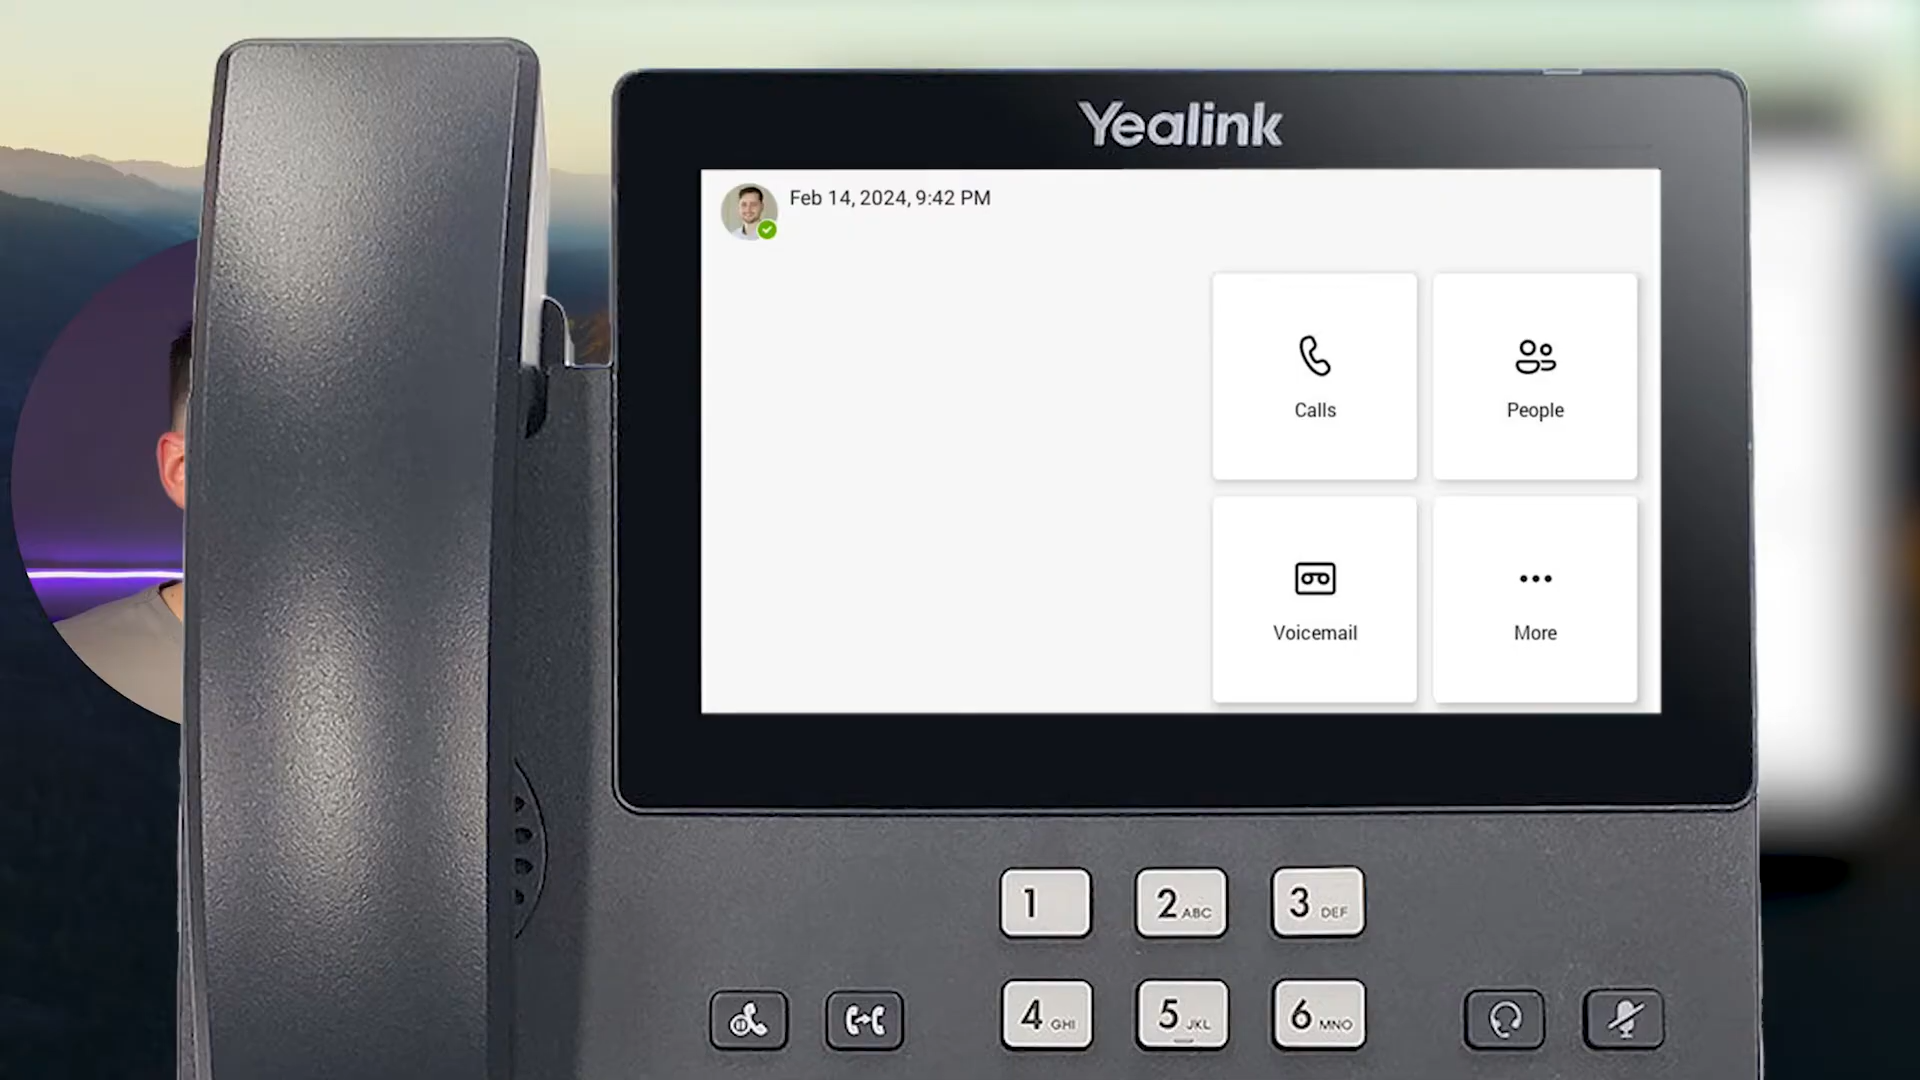 Yealink
Feb 14, 2024, 9:42 PM
Calls
People
Voicemail
More
1
2 ABC
3 DEF
4 GHI
5 JKL
6 MNO